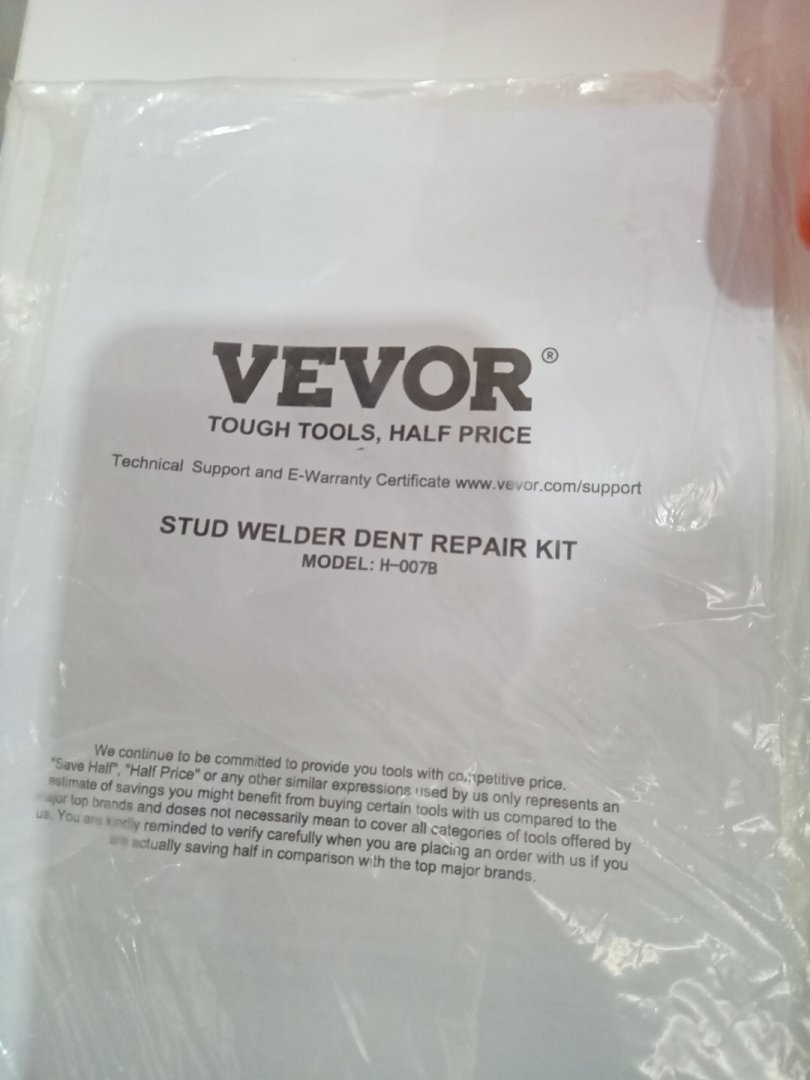 VEVOR®
TOUGH TOOLS, HALF PRICE
Technical Support and E-Warranty Certificate www.vevor.com/support
STUD WELDER DENT REPAIR KIT
MODEL: H-007B
We continue to be committed to provide you tools with competitive price.
"Save Half", "Half Price" or any other similar expressions used by us only represents an
estimate of savings you might benefit from buying certain tools with us compared to the
major top brands and doses not necessarily mean to cover all categories of tools offered by
us. You are kindly reminded to verify carefully when you are placing an order with us if you
are actually saving half in comparison with the top major brands.